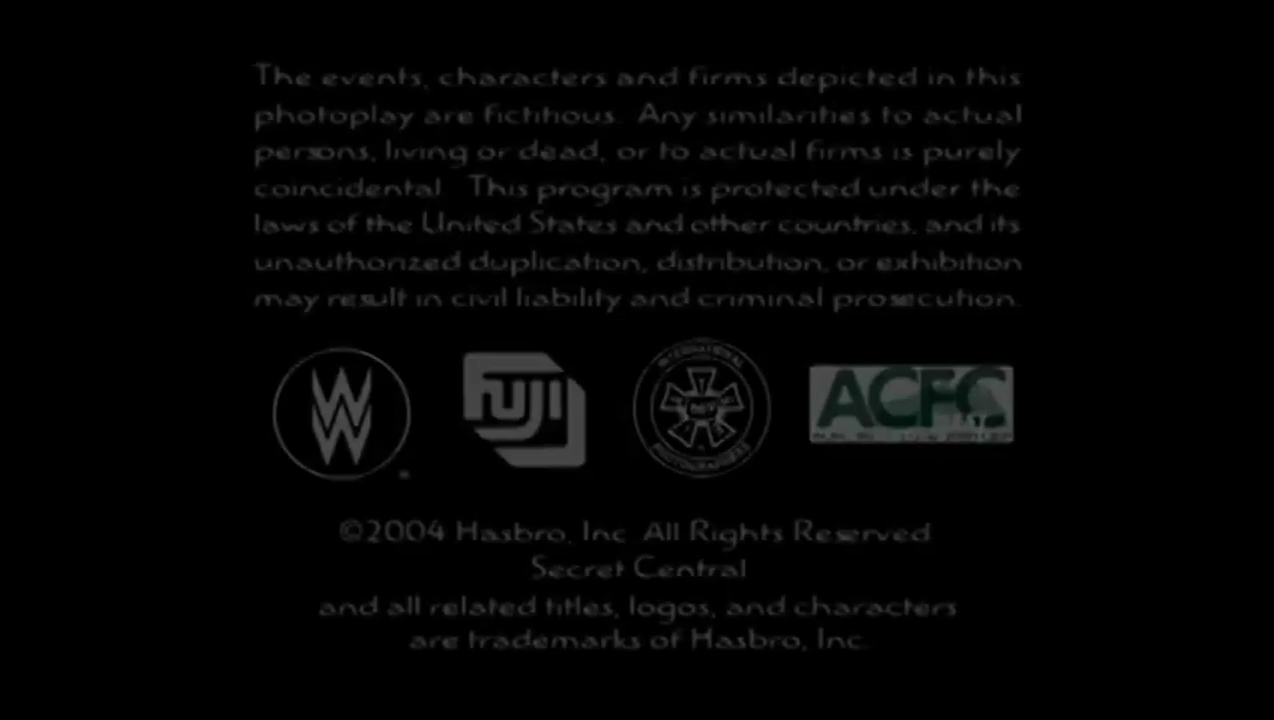 The events, characters and firms depicted in this
photoplay are fictitious. Any similarities to actual
persons, living or dead, or to actual firms is purely
coincidental. This program is protected under the
laws of the United States and other countries, and its
unauthorized duplication, distribution, or exhibition
may result in civil liability and criminal prosecution.
FUJI
INTERNATIONAL
PHOTOGRAPHERS
ACFC
©2004 Hasbro, Inc. All Rights Reserved
Secret Central
and all related titles, logos, and characters
are trademarks of Hasbro, Inc.